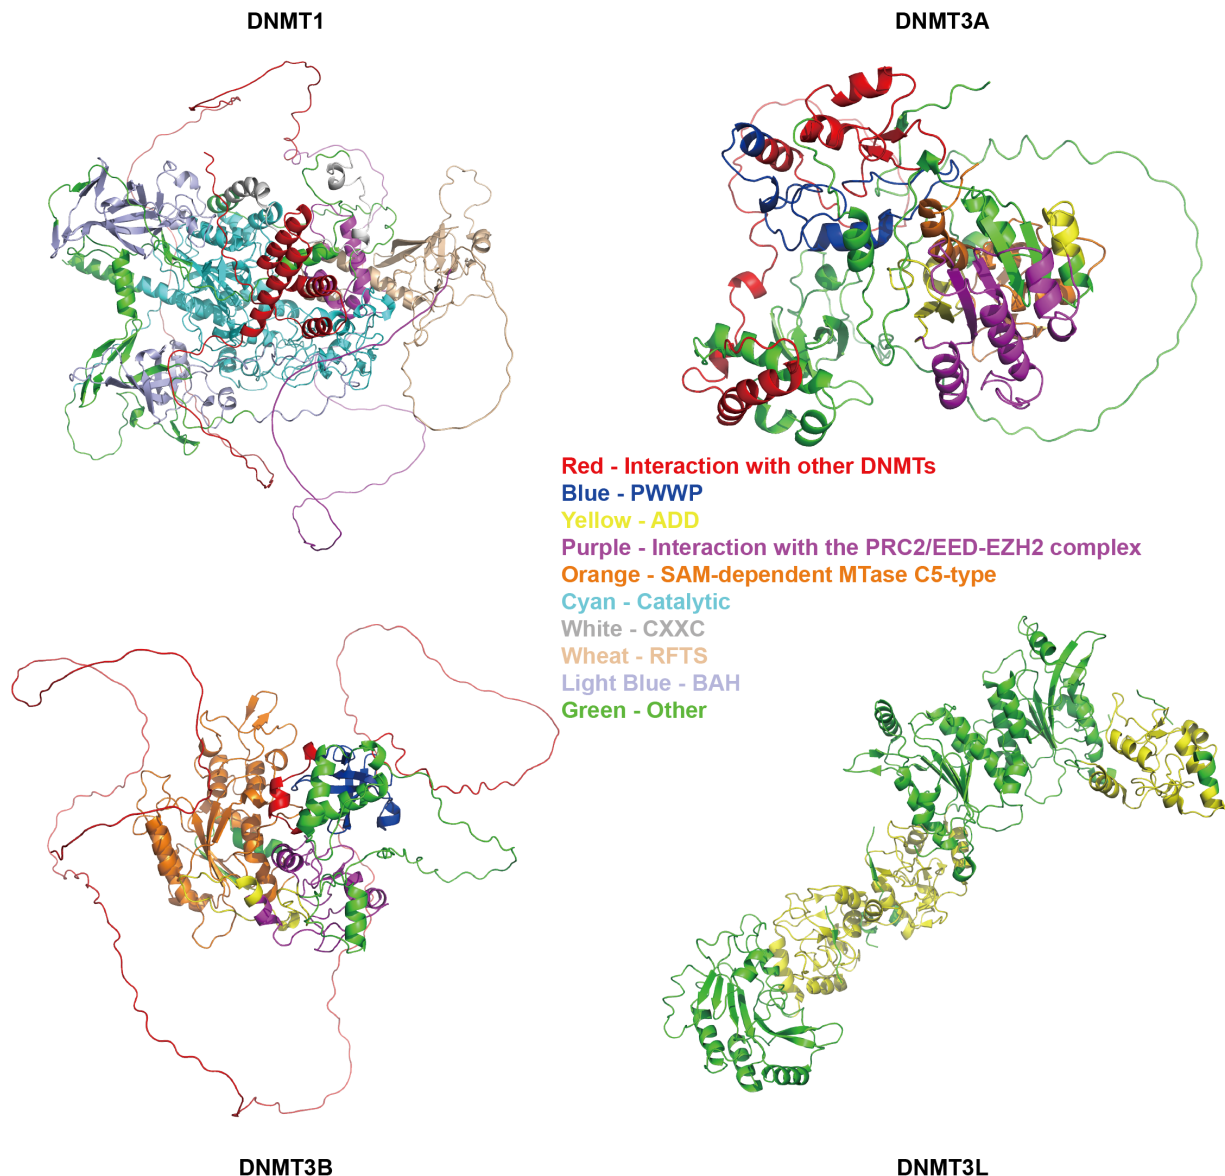 DNMT1
DNMT3A
Red - Interaction with other DNMTs
Blue - PWWP
Yellow - ADD
Purple - Interaction with the PRC2/EED-EZH2 complex
Orange - SAM-dependent MTase C5-type
Cyan - Catalytic
White - CXXC
Wheat - RFTS
Light Blue - BAH
Green - Other
DNMT3B
DNMT3L